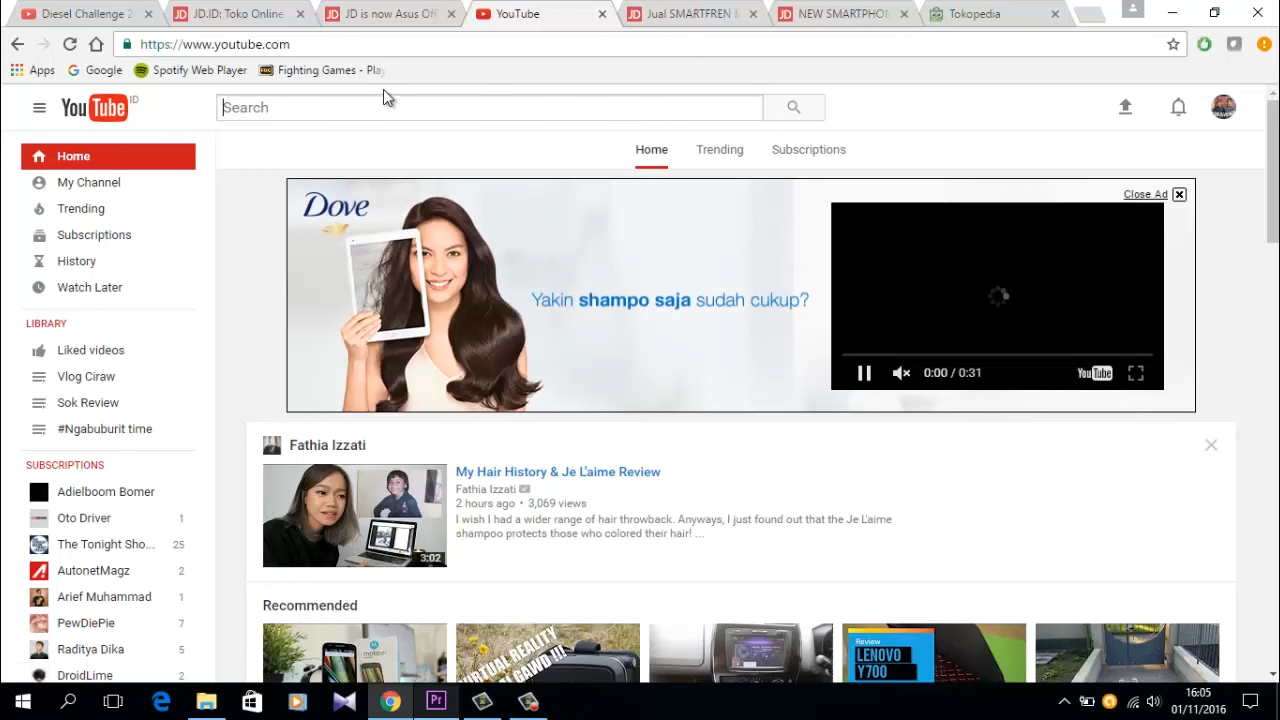 Diesel Challenge 2
JD.ID: Toko Online
JD is now Asus Off
YouTube
Jual SMARTFREN
NEW SMARTPHON
Tokopedia
https://www.youtube.com
Apps
Google
Spotify Web Player
Fighting Games - Play
YouTube ID
Search
Home
My Channel
Trending
Subscriptions
History
Watch Later
LIBRARY
Liked videos
Vlog Ciraw
Sok Review
#Ngabuburit time
SUBSCRIPTIONS
Adielboom Bomer
Oto Driver 1
The Tonight Sho... 25
AutonetMagz 2
Arief Muhammad 1
PewDiePie 7
Raditya Dika 5
DroidLime 2
Home Trending Subscriptions
Dove
Yakin shampo saja sudah cukup?
Close Ad
0:00 / 0:31
YouTube
Fathia Izzati
My Hair History & Je L'aime Review
Fathia Izzati
2 hours ago • 3,069 views
I wish I had a wider range of hair throwback. Anyways, I just found out that the Je L'aime
shampoo protects those who colored their hair! ...
3:02
Recommended
VIRTUAL REALITY
Review
LENOVO
Y700
Pr
16:05
01/11/2016